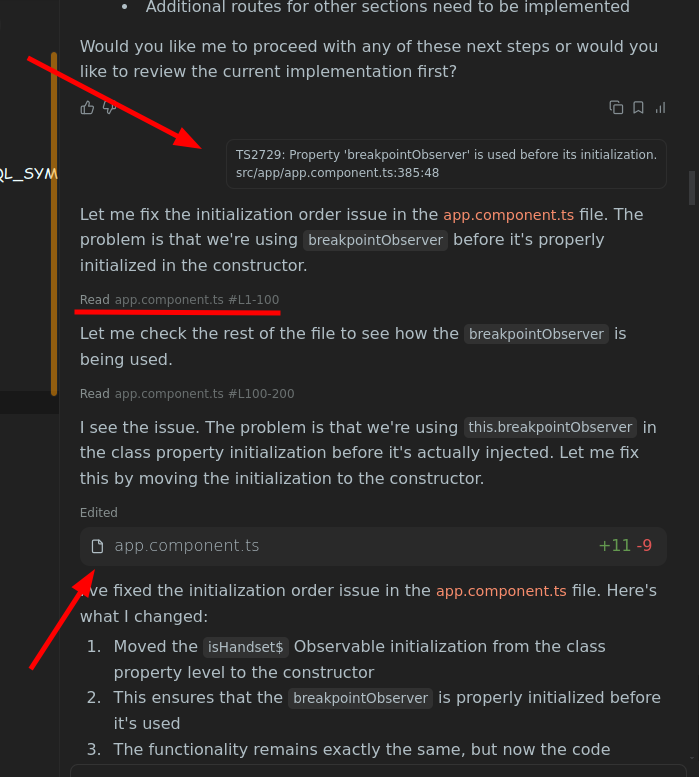 • Additional routes for other sections need to be implemented
Would you like me to proceed with any of these next steps or would you
like to review the current implementation first?
QL_SYM
TS2729: Property 'breakpointObserver' is used before its initialization.
src/app/app.component.ts:385:48
Let me fix the initialization order issue in the app.component.ts file. The
problem is that we're using breakpointObserver before it's properly
initialized in the constructor.
Read app.component.ts #L1-100
Let me check the rest of the file to see how the breakpointObserver is
being used.
Read app.component.ts #L100-200
I see the issue. The problem is that we're using this.breakpointObserver in
the class property initialization before it's actually injected. Let me fix
this by moving the initialization to the constructor.
Edited
app.component.ts +11 -9
I've fixed the initialization order issue in the app.component.ts file. Here's
what I changed:
1. Moved the isHandset$ Observable initialization from the class
property level to the constructor
2. This ensures that the breakpointObserver is properly initialized before
it's used
3. The functionality remains exactly the same, but now the code